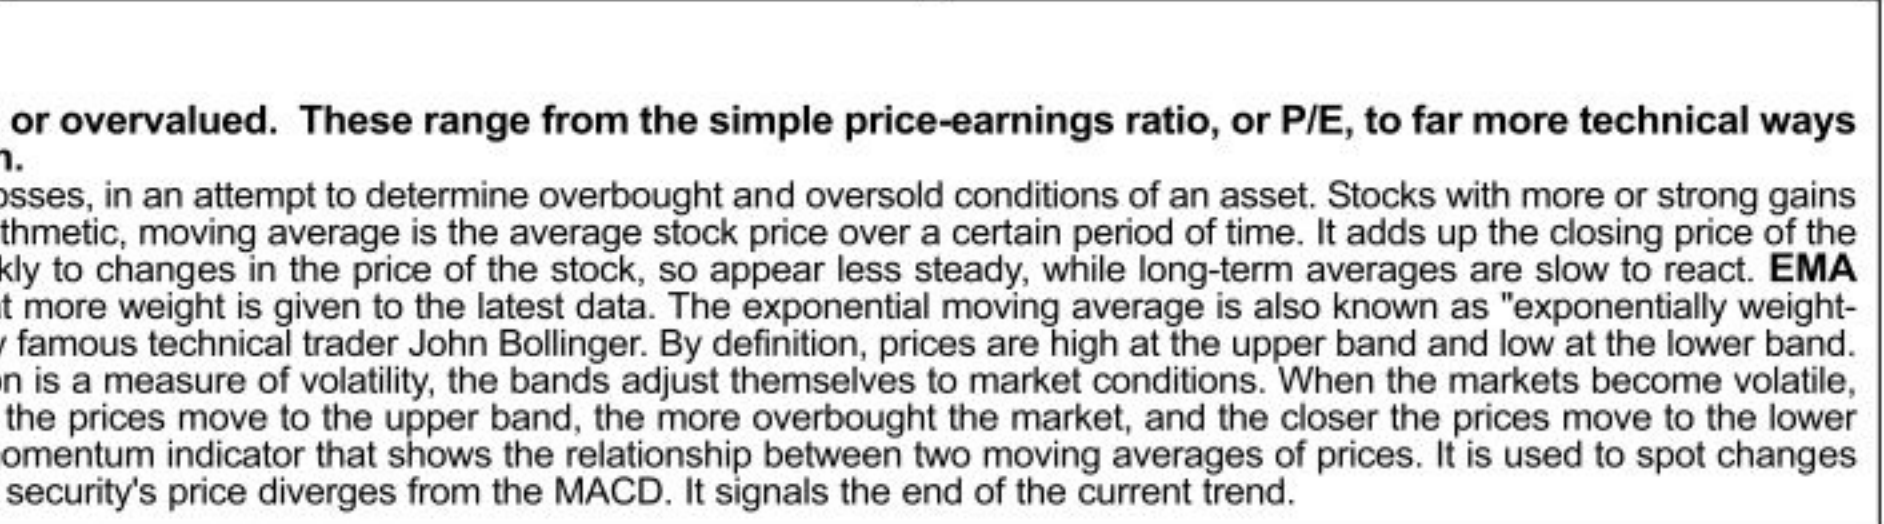 or overvalued. These range from the simple price-earnings ratio, or P/E, to far more technical ways
n.
osses, in an attempt to determine overbought and oversold conditions of an asset. Stocks with more or strong gains
thmetic, moving average is the average stock price over a certain period of time. It adds up the closing price of the
kly to changes in the price of the stock, so appear less steady, while long-term averages are slow to react. EMA
t more weight is given to the latest data. The exponential moving average is also known as "exponentially weight-
y famous technical trader John Bollinger. By definition, prices are high at the upper band and low at the lower band.
on is a measure of volatility, the bands adjust themselves to market conditions. When the markets become volatile,
the prices move to the upper band, the more overbought the market, and the closer the prices move to the lower
omentum indicator that shows the relationship between two moving averages of prices. It is used to spot changes
security's price diverges from the MACD. It signals the end of the current trend.